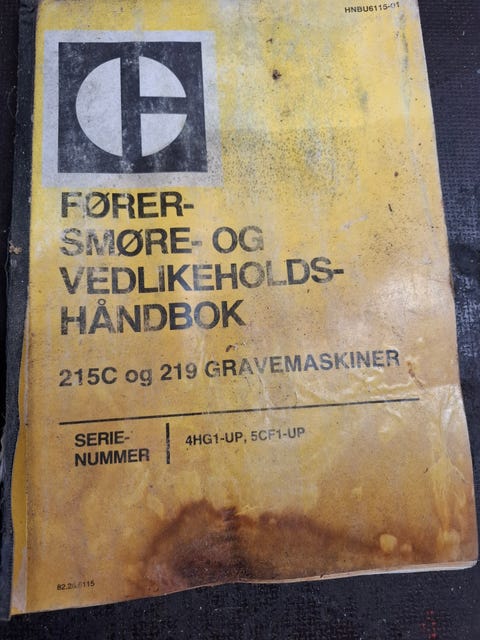 HNBU6115-01
FØRER-
SMØRE- OG
VEDLIKEHOLDS-
HÅNDBOK
215C og 219 GRAVEMASKINER
SERIE-
NUMMER
4HG1-UP, 5CF1-UP